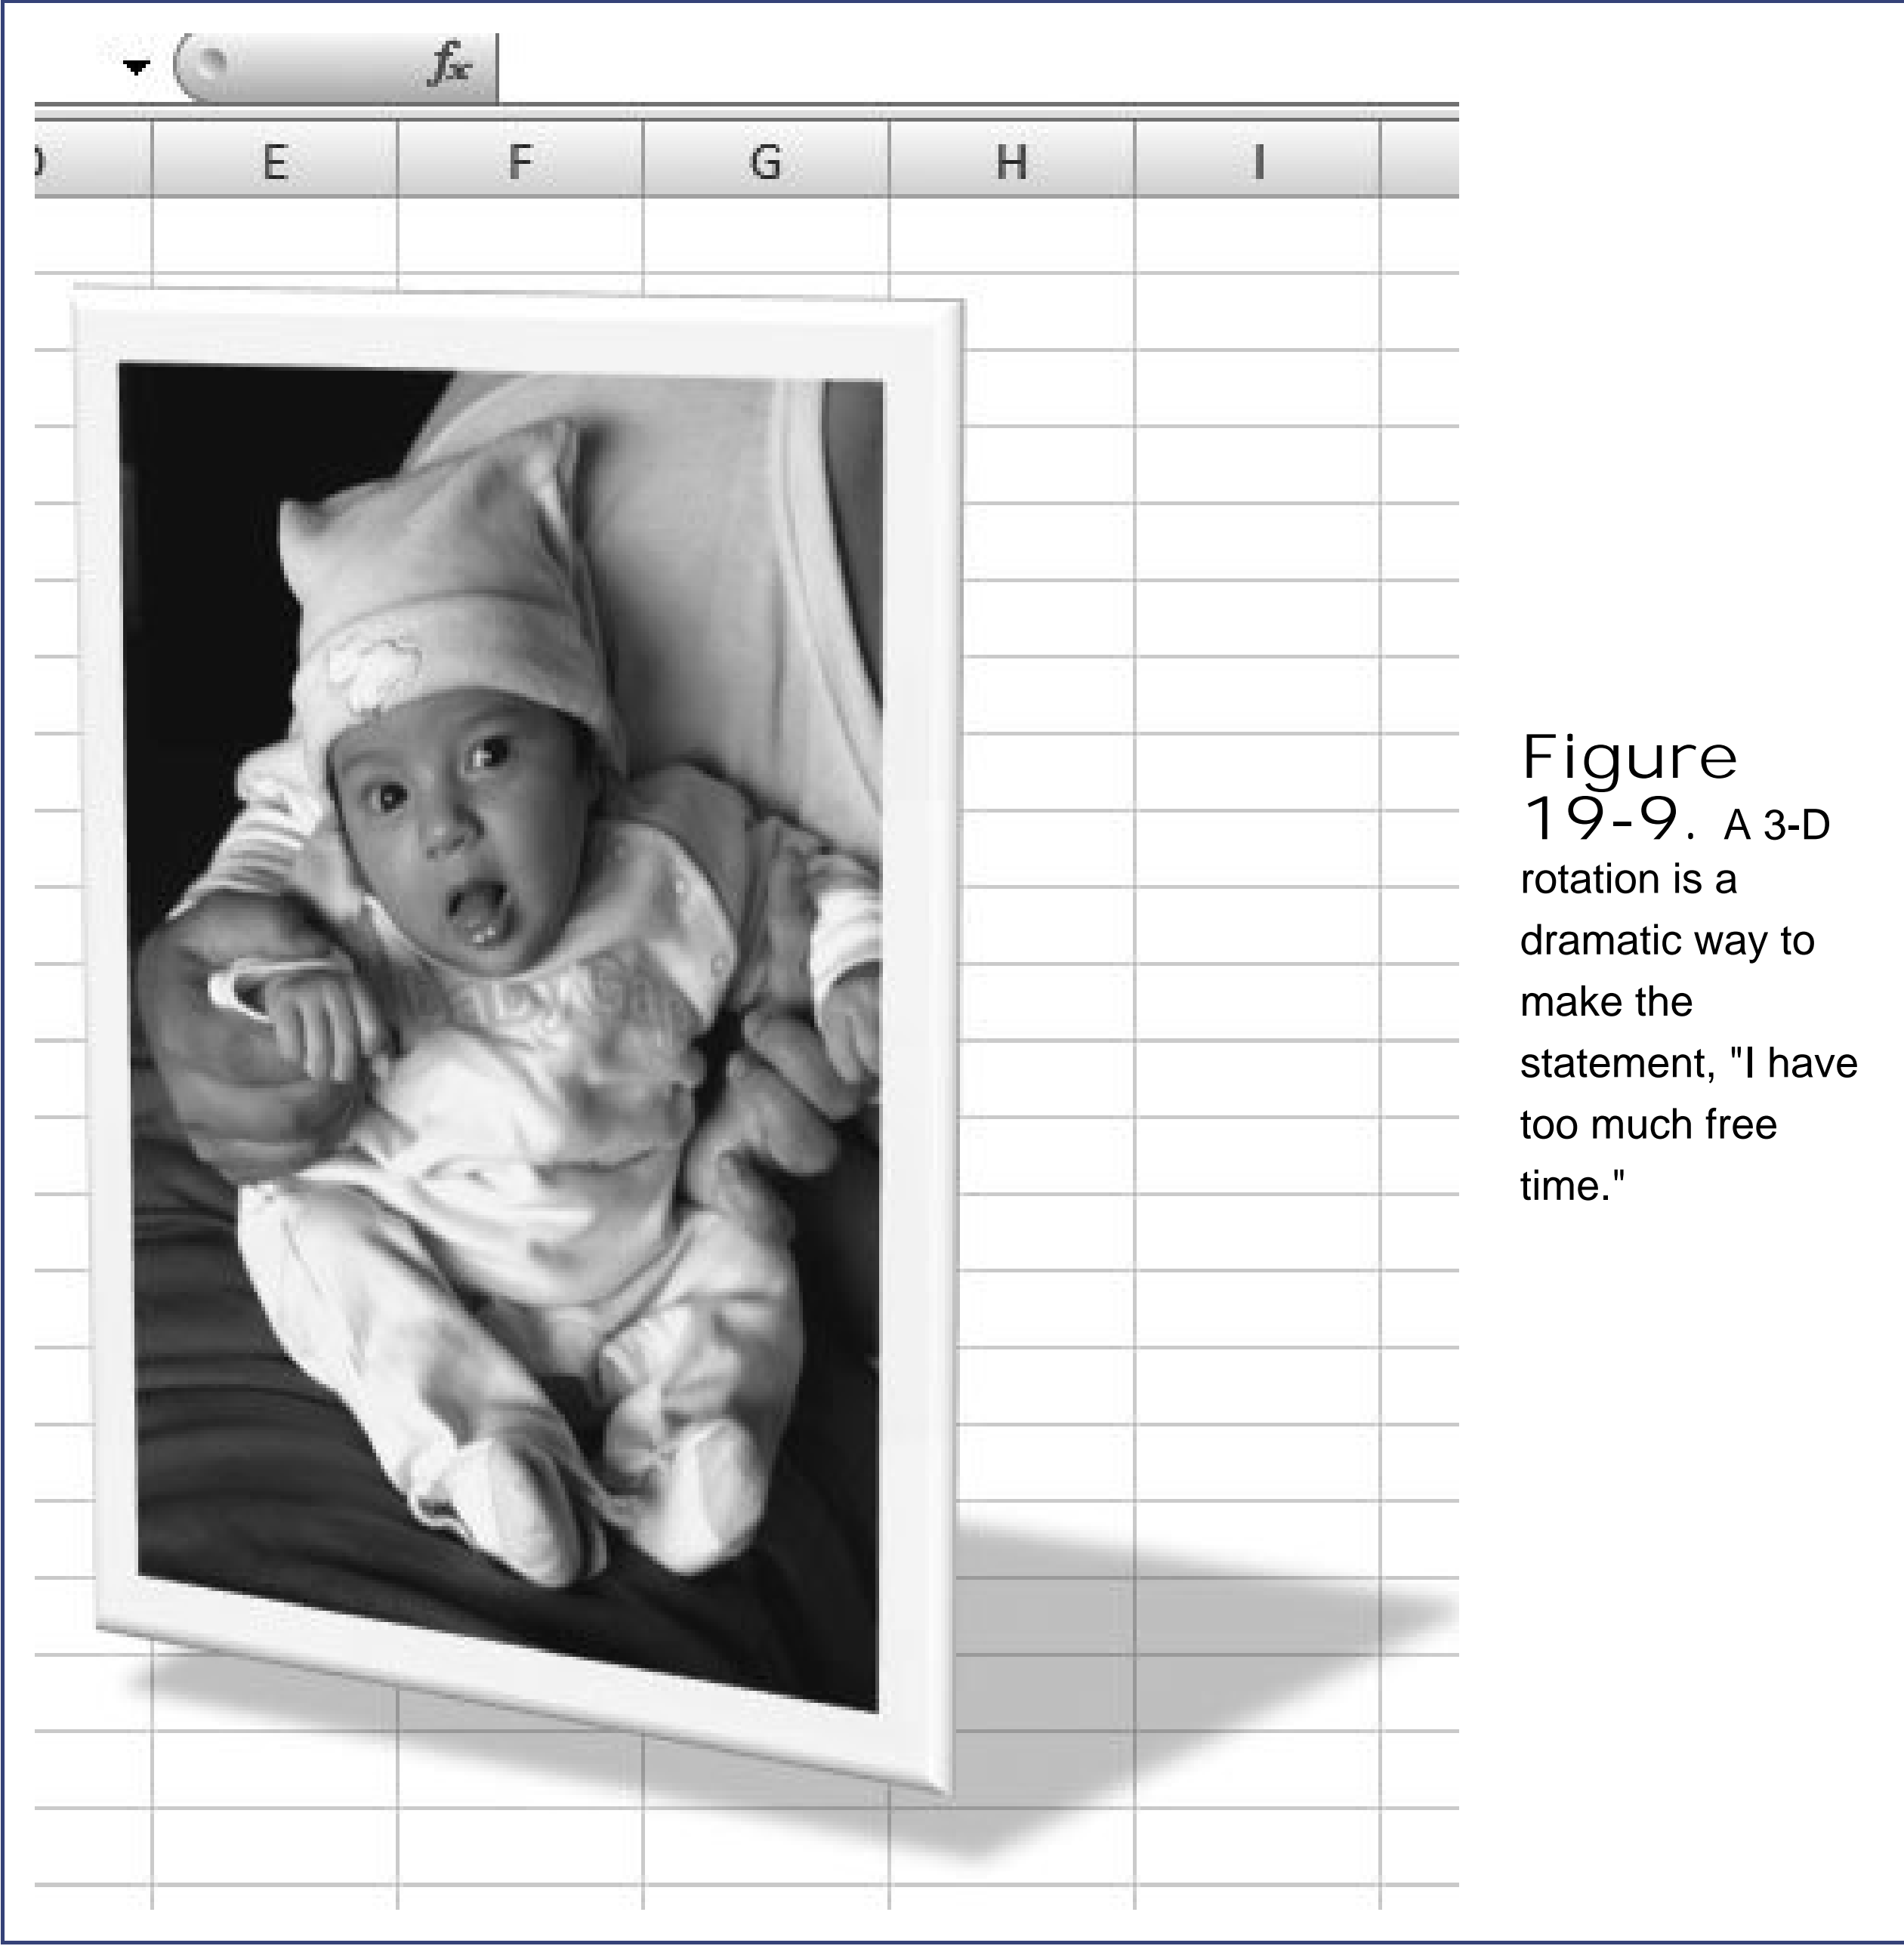 fx
E F G H I
Figure
19-9. A 3-D
rotation is a
dramatic way to
make the
statement, "I have
too much free
time."